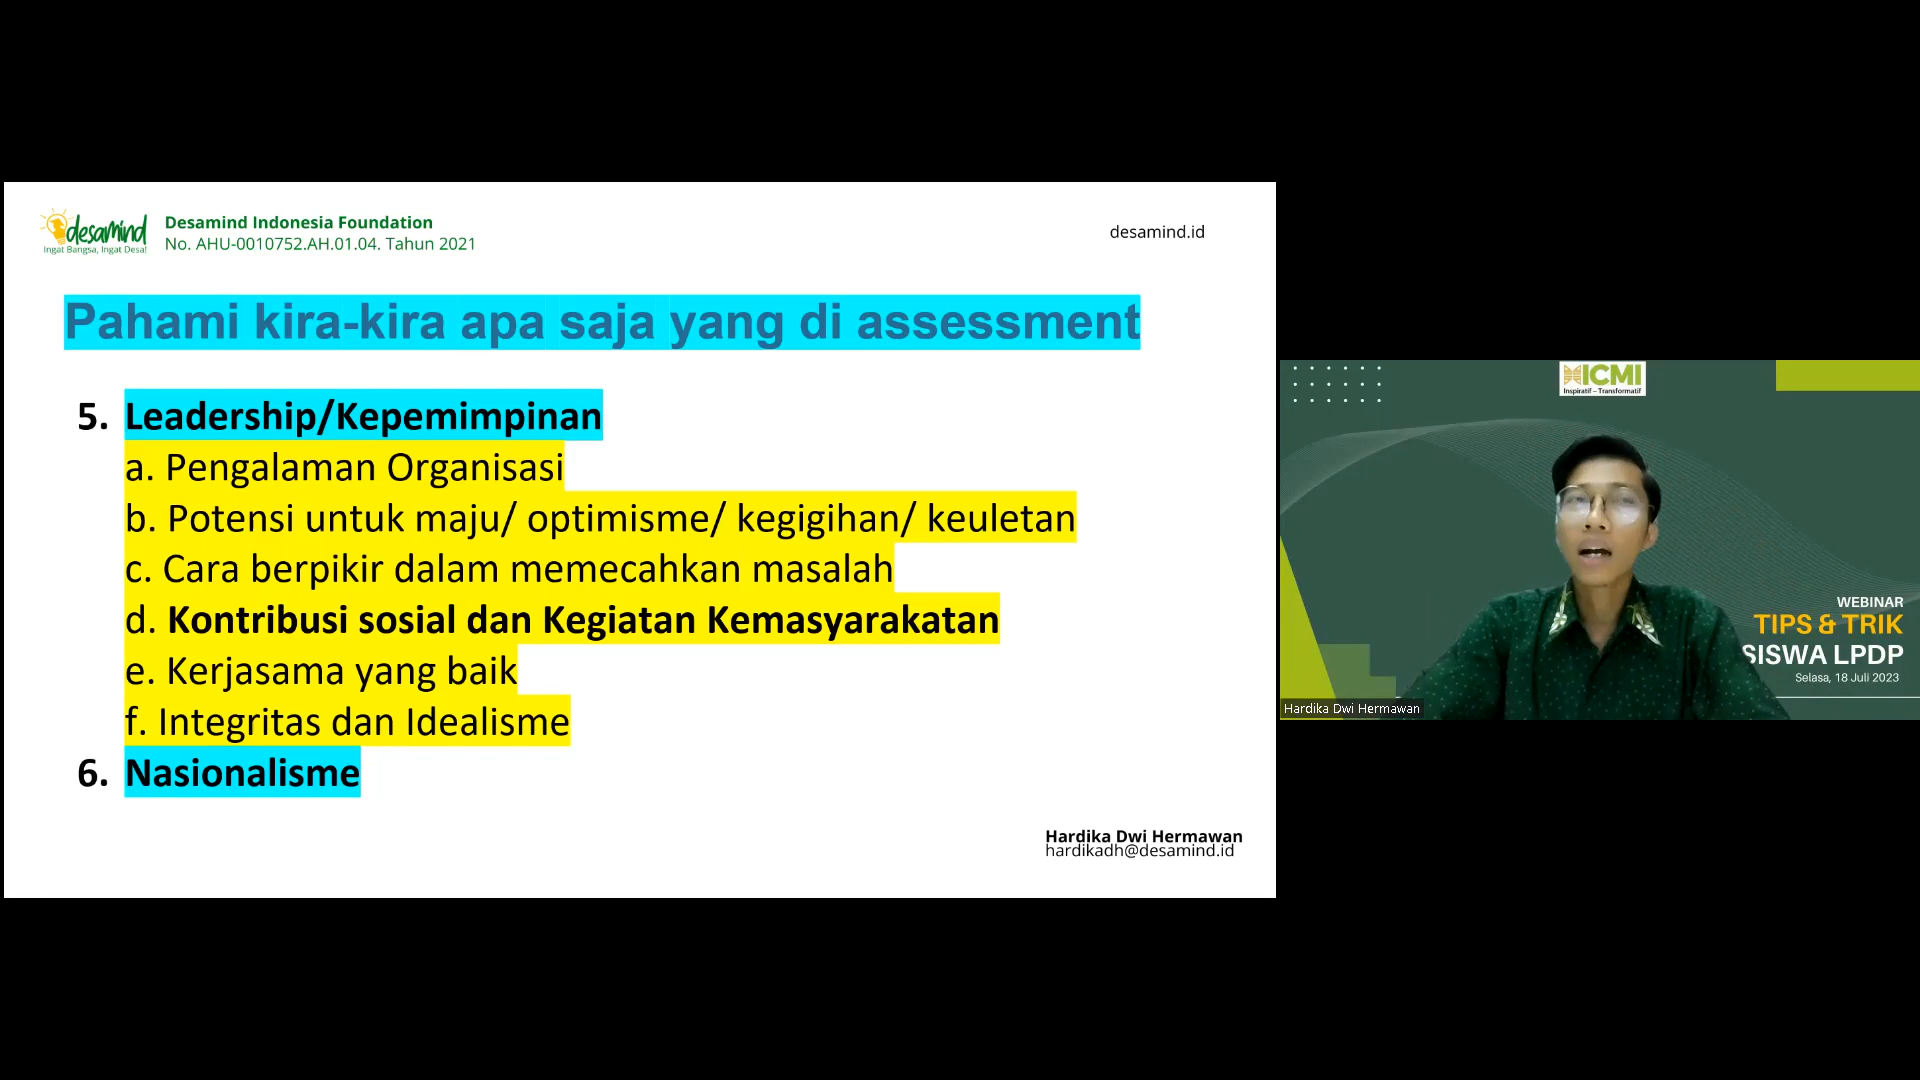 desamind
Ingat Bangsa, Ingat Desa!
Desamind Indonesia Foundation
No. AHU-0010752.AH.01.04. Tahun 2021
desamind.id
Pahami kira-kira apa saja yang di assessment
5. Leadership/Kepemimpinan
a. Pengalaman Organisasi
b. Potensi untuk maju/ optimisme/ kegigihan/ keuletan
c. Cara berpikir dalam memecahkan masalah
d. Kontribusi sosial dan Kegiatan Kemasyarakatan
e. Kerjasama yang baik
f. Integritas dan Idealisme
6. Nasionalisme
Hardika Dwi Hermawan
hardikadh@desamind.id
ICMI
Inspiratif – Transformatif
WEBINAR
TIPS & TRIK
SISWA LPDP
Selasa, 18 Juli 2023
Hardika Dwi Hermawan